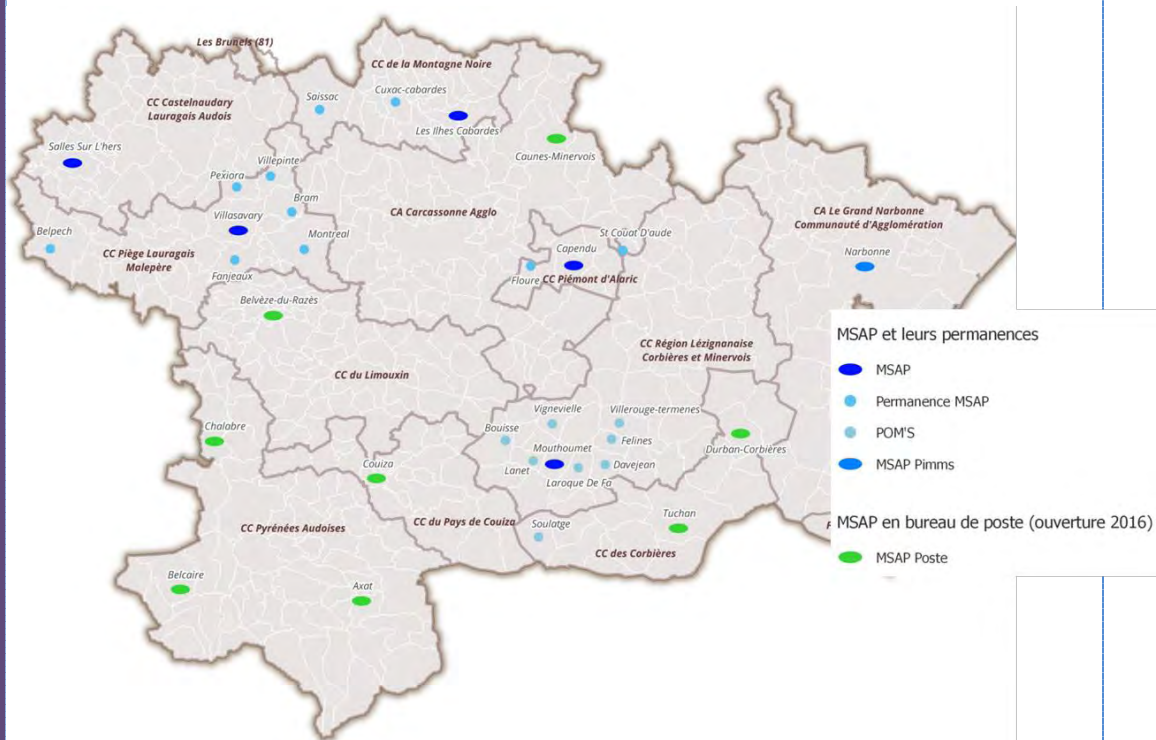 Les Brunels (81)
CC de la Montagne Noire
Cuxac-cabardes
Saissac
CC Castelnaudary
Lauragais Audois
Les Ilhes Cabardes
Salles Sur L'hers
Caunes-Minervois
Villepinte
Pexiora
Bram
Villasavary
CA Carcassonne Agglo
CA Le Grand Narbonne
Communauté d'Agglomération
Belpech
Montreal
St Couat D'aude
CC Piège Lauragais
Malepère
Capendu
Narbonne
Fanjeaux
Floure
CC Piémont d'Alaric
Belvèze-du-Razès
MSAP et leurs permanences
CC Région Lézignanaise
Corbières et Minervois
MSAP
CC du Limouxin
Permanence MSAP
Vignevielle
Villerouge-termenes
Chalabre
Bouisse
POM'S
Felines
Mouthoumet
Durban-Corbières
Couiza
Lanet
Davejean
MSAP Pimms
Laroque De Fa
Tuchan
CC Pyrénées Audoises
CC du Pays de Couiza
Soulatge
MSAP en bureau de poste (ouverture 2016)
CC des Corbières
MSAP Poste
Belcaire
Axat